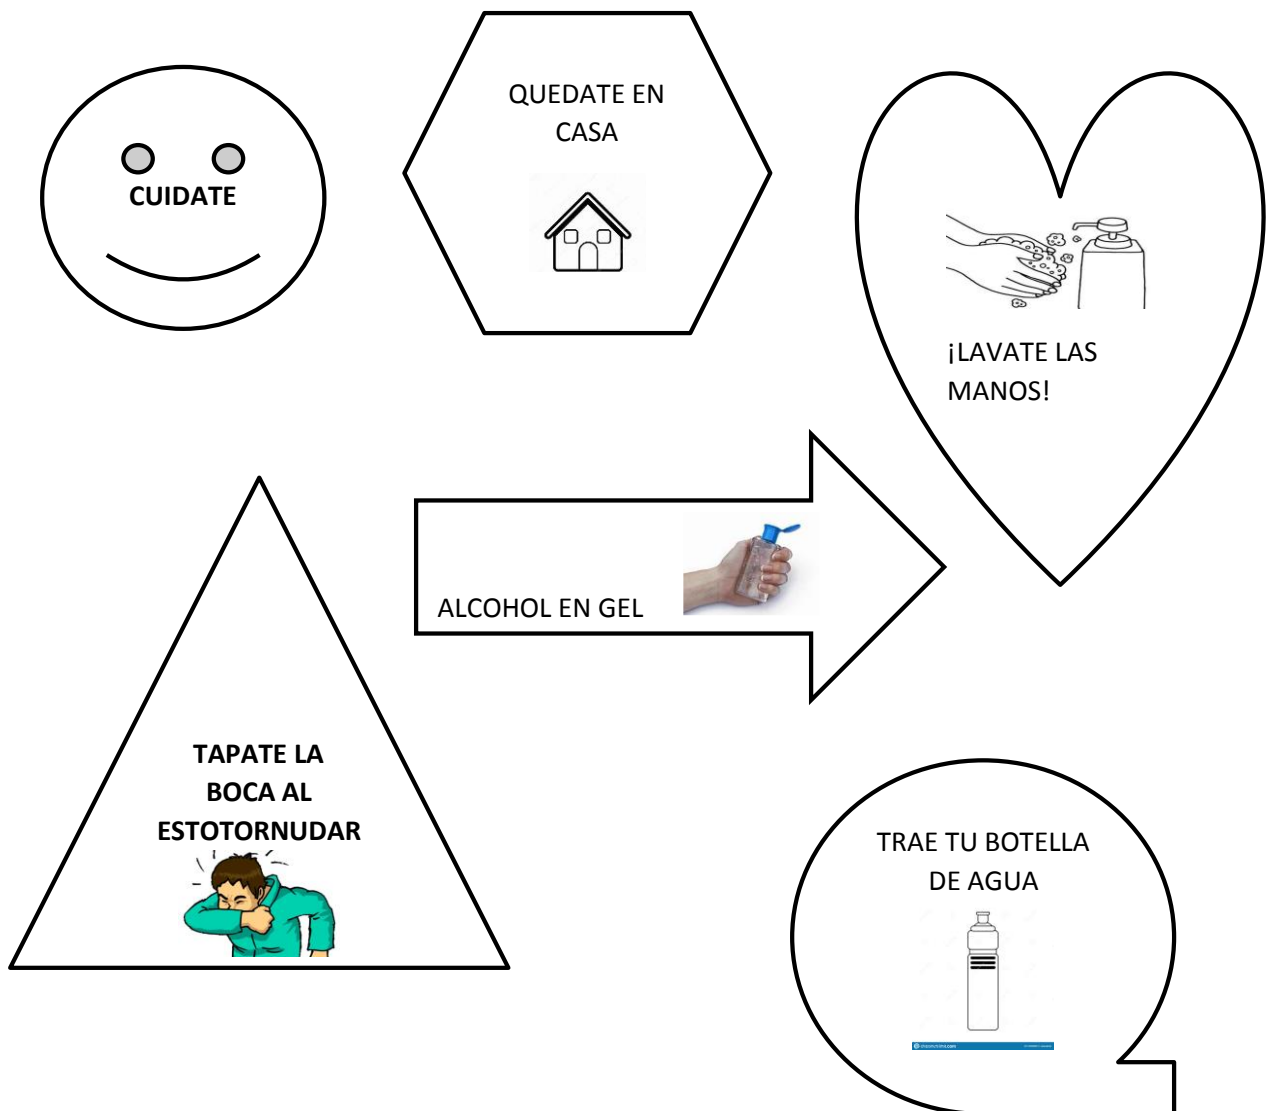 CUIDATE
QUEDATE EN
CASA
¡LAVATE LAS
MANOS!
ALCOHOL EN GEL
TAPATE LA
BOCA AL
ESTOTORNUDAR
TRAE TU BOTELLA
DE AGUA